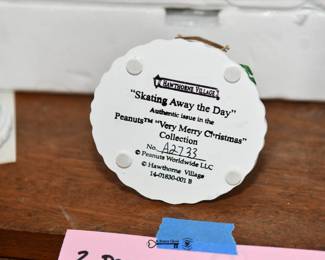 HAWTHORNE VILLAGE
"Skating Away the Day"
Authentic issue in the
Peanuts™ "Very Merry Christmas"
Collection
No. A2733
© Peanuts Worldwide LLC
© Hawthorne Village
14-01830-001 B